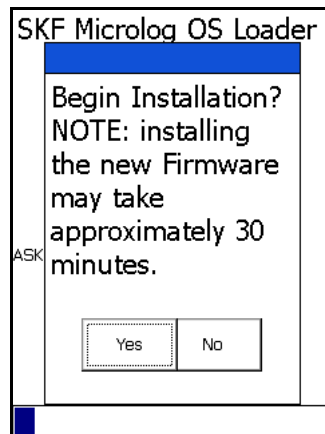 SKF Microlog OS Loader
Begin Installation?
NOTE: installing
the new Firmware
may take
approximately 30
minutes.
ASK
Yes No